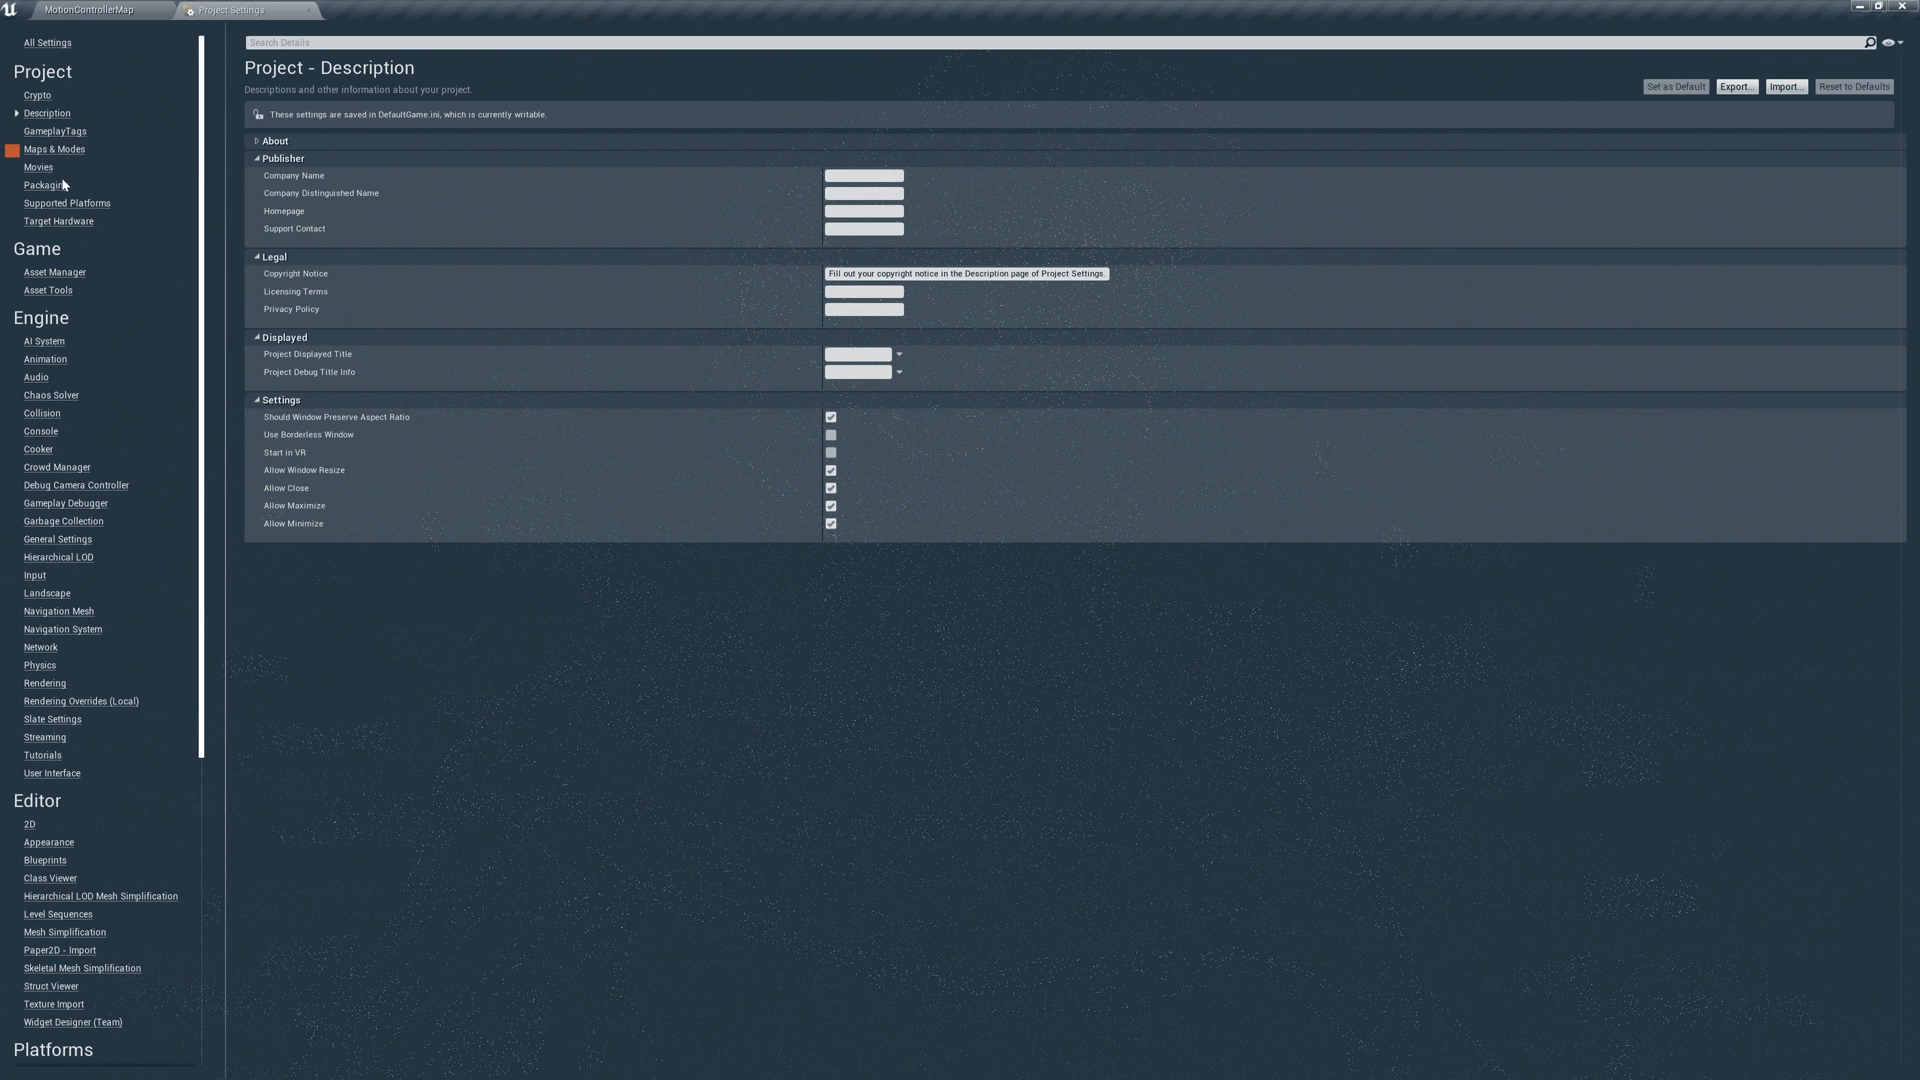 MotionControllerMap
Project Settings
All Settings
Project
Crypto
Description
GameplayTags
Maps & Modes
Movies
Packaging
Supported Platforms
Target Hardware
Game
Asset Manager
Asset Tools
Engine
AI System
Animation
Audio
Chaos Solver
Collision
Console
Cooker
Crowd Manager
Debug Camera Controller
Gameplay Debugger
Garbage Collection
General Settings
Hierarchical LOD
Input
Landscape
Navigation Mesh
Navigation System
Network
Physics
Rendering
Rendering Overrides (Local)
Slate Settings
Streaming
Tutorials
User Interface
Editor
2D
Appearance
Blueprints
Class Viewer
Hierarchical LOD Mesh Simplification
Level Sequences
Mesh Simplification
Paper2D - Import
Skeletal Mesh Simplification
Struct Viewer
Texture Import
Widget Designer (Team)
Platforms
Search Details
Project - Description
Descriptions and other information about your project.
Set as Default
Export...
Import...
Reset to Defaults
These settings are saved in DefaultGame.ini, which is currently writable.
About
Publisher
Company Name
Company Distinguished Name
Homepage
Support Contact
Legal
Copyright Notice
Fill out your copyright notice in the Description page of Project Settings.
Licensing Terms
Privacy Policy
Displayed
Project Displayed Title
Project Debug Title Info
Settings
Should Window Preserve Aspect Ratio
Use Borderless Window
Start in VR
Allow Window Resize
Allow Close
Allow Maximize
Allow Minimize